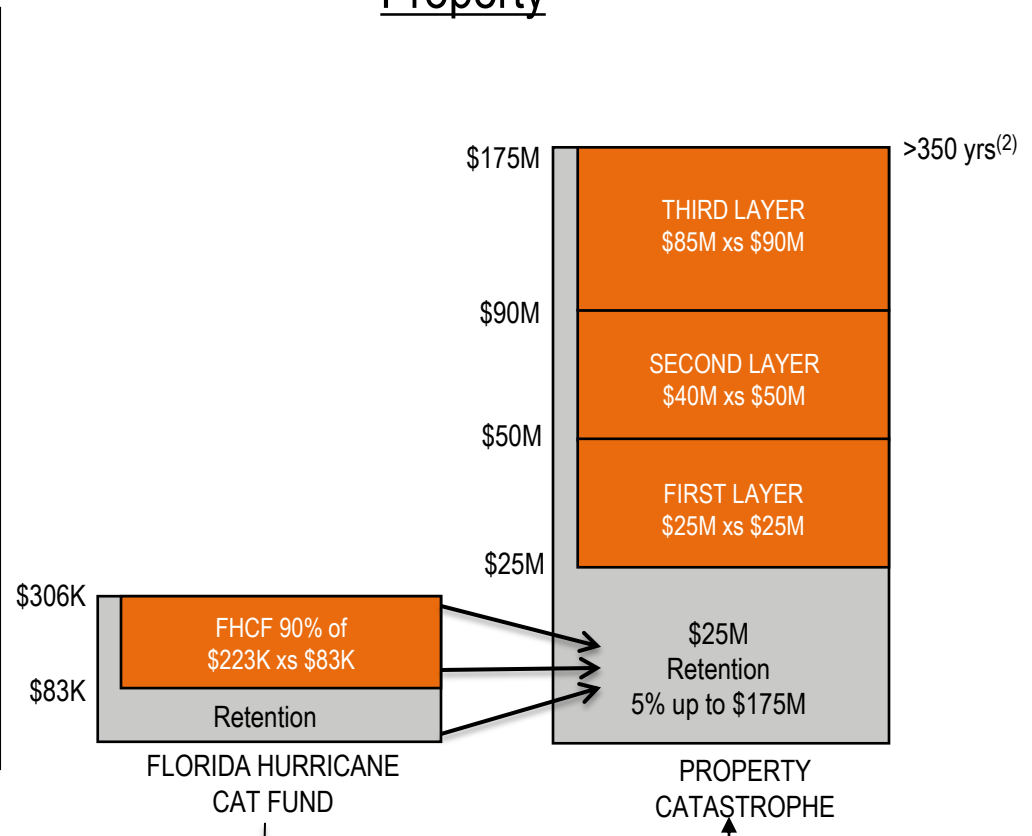 Property
$175M
>350 yrs(2)
THIRD LAYER
$85M xs $90M
$90M
SECOND LAYER
$40M xs $50M
$50M
FIRST LAYER
$25M xs $25M
$25M
$306K
FHCF 90% of
$223K xs $83K
$83K
Retention
$25M
Retention
5% up to $175M
FLORIDA HURRICANE
CAT FUND
PROPERTY
CATASTROPHE